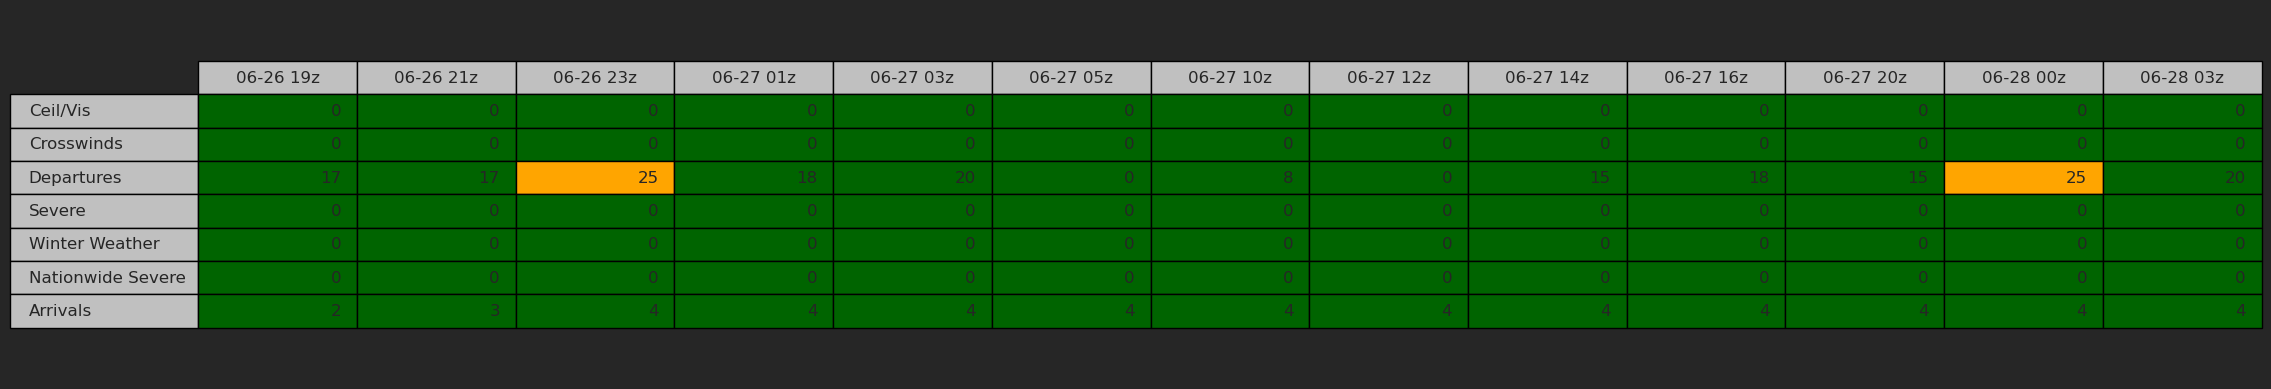 06-26 19z 06-26 21z 06-26 23z 06-27 01z 06-27 03z 06-27 05z 06-27 10z 06-27 12z 06-27 14z 06-27 16z 06-27 20z 06-28 00z 06-28 03z
Ceil/Vis 0 0 0 0 0 0 0 0 0 0 0 0 0
Crosswinds 0 0 0 0 0 0 0 0 0 0 0 0 0
Departures 17 17 25 18 20 0 8 0 15 18 15 25 20
Severe 0 0 0 0 0 0 0 0 0 0 0 0 0
Winter Weather 0 0 0 0 0 0 0 0 0 0 0 0 0
Nationwide Severe 0 0 0 0 0 0 0 0 0 0 0 0 0
Arrivals 2 3 4 4 4 4 4 4 4 4 4 4 4